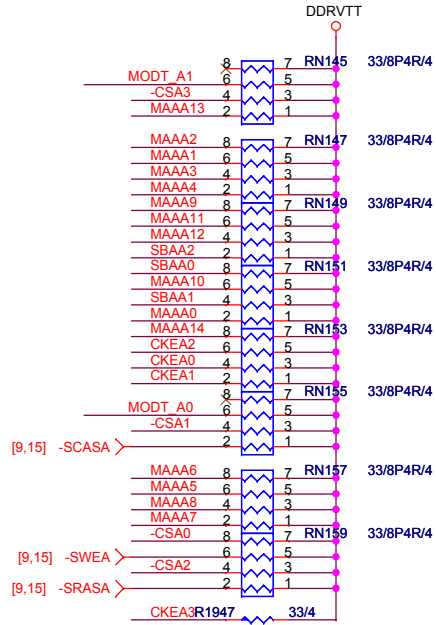 DDRVTT
8 7 RN145 33/8P4R/4
MODT_A1 6 5
-CSA3 4 3
MAAA13 2 1
MAAA2 8 7 RN147 33/8P4R/4
MAAA1 6 5
MAAA3 4 3
MAAA4 2 1
MAAA9 8 7 RN149 33/8P4R/4
MAAA11 6 5
MAAA12 4 3
SBAA2 2 1
SBAA0 8 7 RN151 33/8P4R/4
MAAA10 6 5
SBAA1 4 3
MAAA0 2 1
MAAA14 8 7 RN153 33/8P4R/4
CKEA2 6 5
CKEA0 4 3
CKEA1 2 1
8 7 RN155 33/8P4R/4
MODT_A0 6 5
-CSA1 4 3
[9,15] -SCASA 2 1
MAAA6 8 7 RN157 33/8P4R/4
MAAA5 6 5
MAAA8 4 3
MAAA7 2 1
-CSA0 8 7 RN159 33/8P4R/4
[9,15] -SWEA 6 5
-CSA2 4 3
[9,15] -SRASA 2 1
CKEA3 R1947 33/4